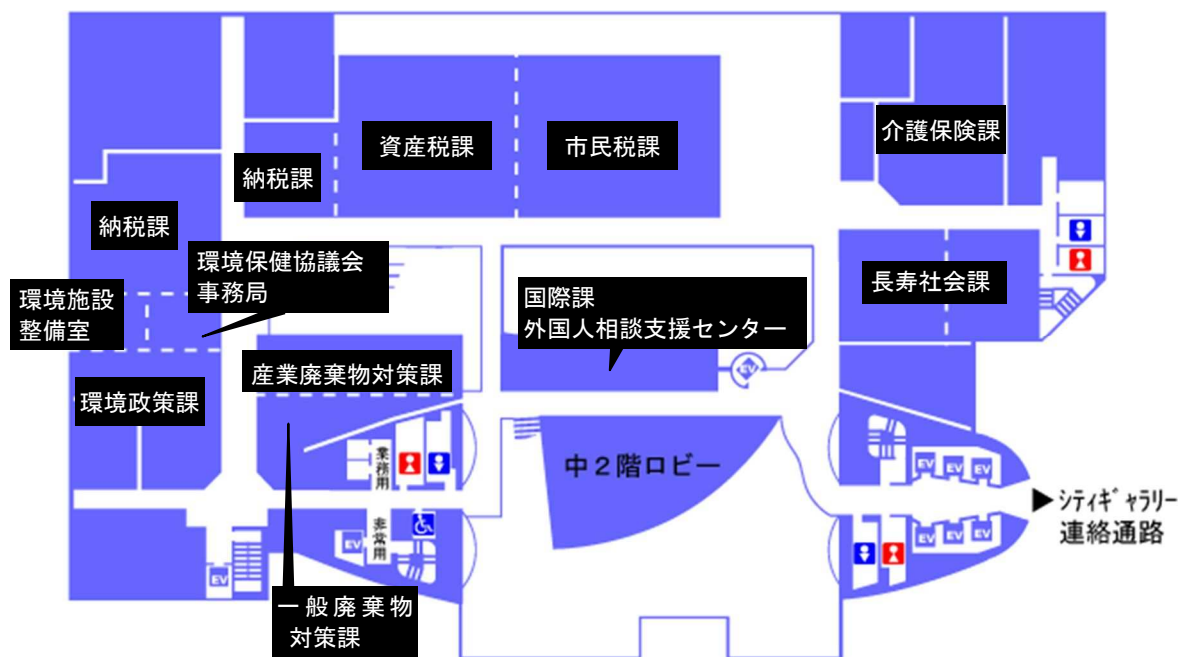 介護保険課
資産税課
市民税課
納税課
納税課
環境保健協議会
事務局
環境施設
整備室
長寿社会課
国際課
外国人相談支援センター
EV
産業廃棄物対策課
環境政策課
中２階ロビー
業務用
EV
EV
EV
▶シティギャラリー
連絡通路
非常用
EV
EV
EV
EV
EV
一般廃棄物
対策課